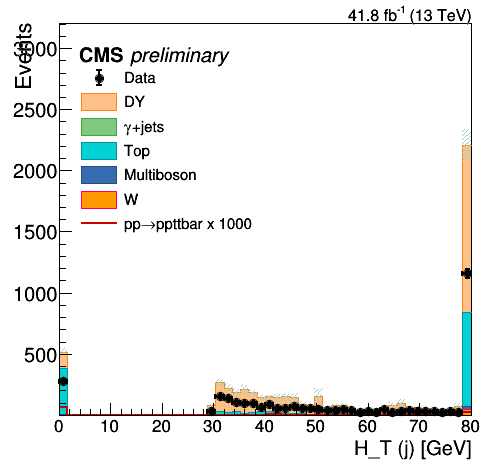 41.8 fb⁻¹ (13 TeV)
Events
CMS preliminary
Data
DY
γ+jets
Top
Multiboson
W
pp→ppttbar x 1000
3000
2500
2000
1500
1000
500
0 10 20 30 40 50 60 70 80
H_T (j) [GeV]